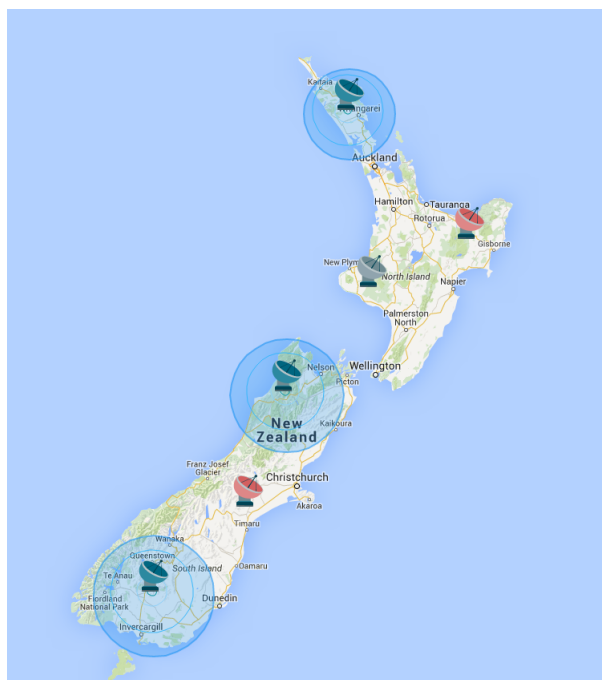 Kaitaia
Whangarei
Auckland
Hamilton
Tauranga
Rotorua
Gisborne
New Plym
North Island
Napier
Palmerston
North
Nelson
Wellington
Picton
New
Zealand
Kaikoura
Franz Josef
Glacier
Christchurch
Akaroa
Timaru
Wanaka
Queenstown
South Island
Oamaru
Te Anau
Fiordland
National Park
Dunedin
Invercargill